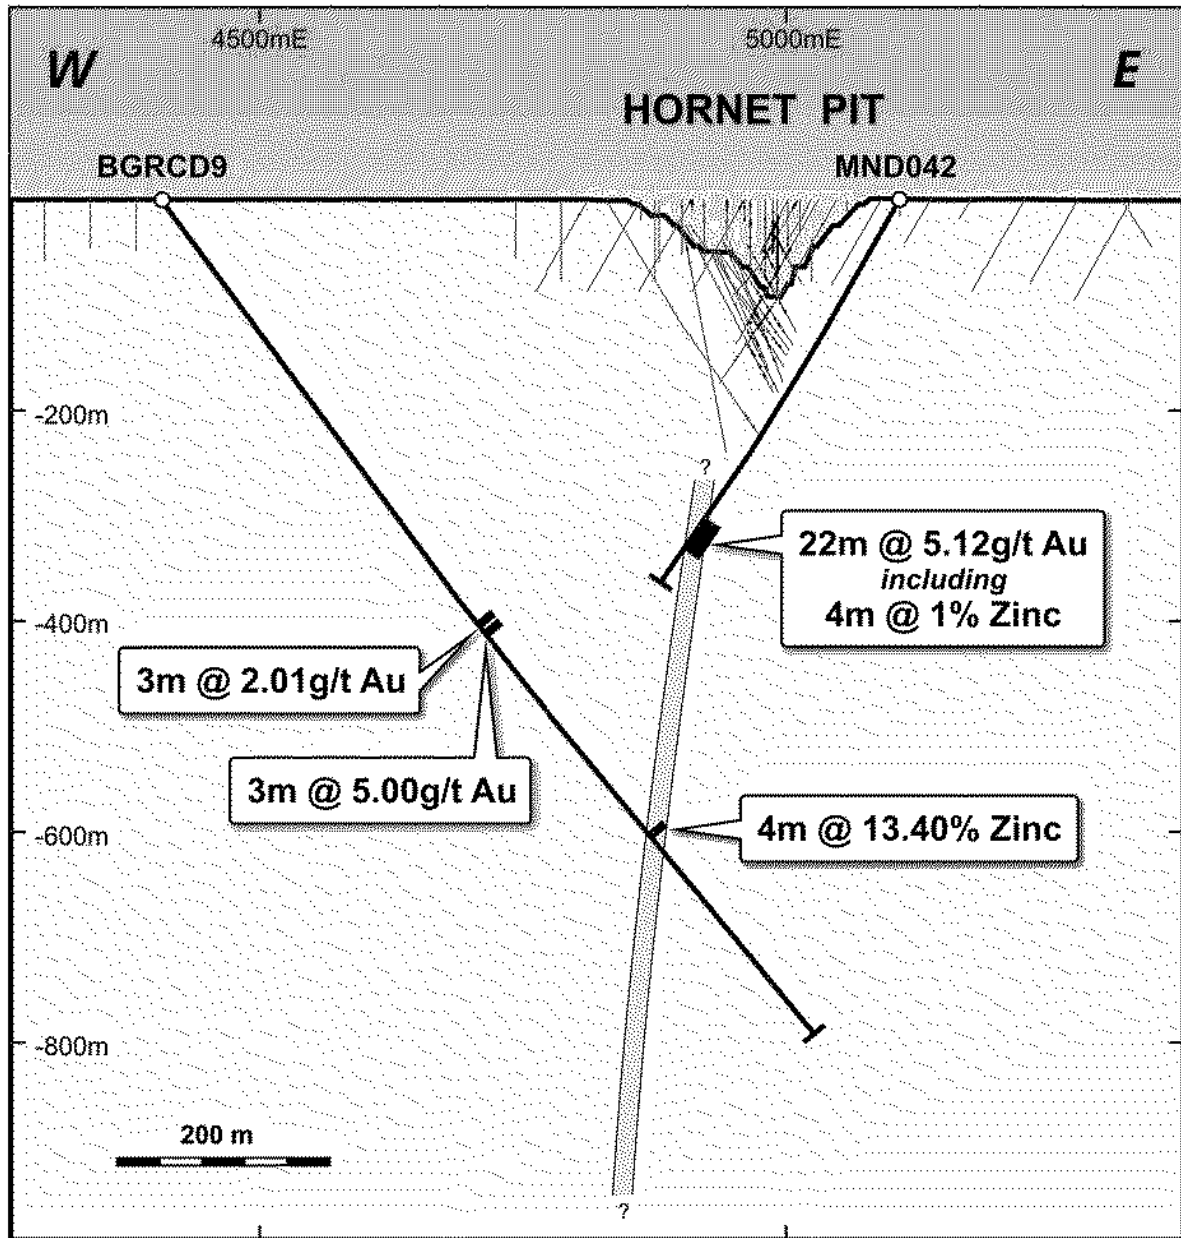 4500mE
5000mE
W
E
HORNET PIT
BGRCD9
MND042
-200m
?
22m @ 5.12g/t Au
including
4m @ 1% Zinc
-400m
3m @ 2.01g/t Au
3m @ 5.00g/t Au
4m @ 13.40% Zinc
-600m
-800m
200 m
?